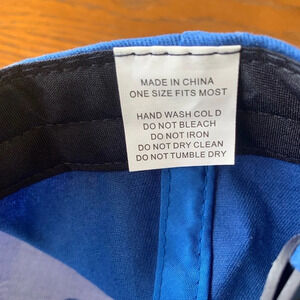 MADE IN CHINA
ONE SIZE FITS MOST
HAND WASH COLD
DO NOT BLEACH
DO NOT IRON
DO NOT DRY CLEAN
DO NOT TUMBLE DRY